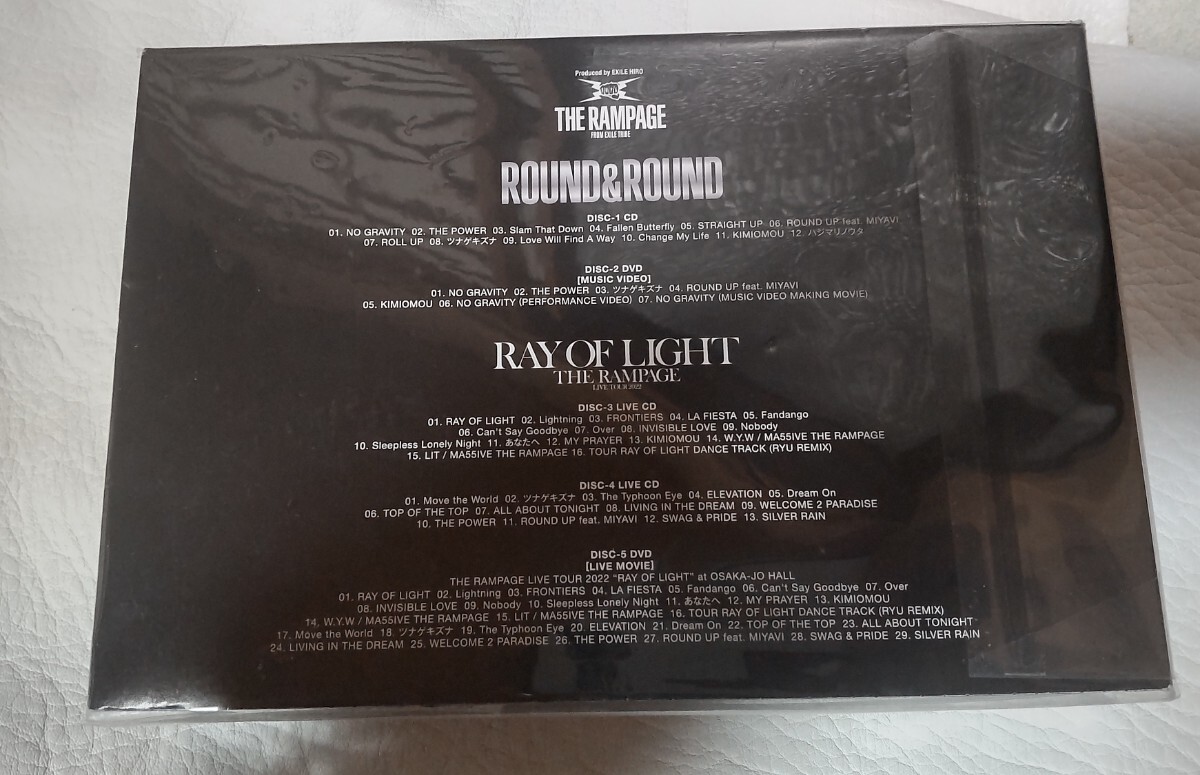 Produced by EXILE HIRO
THE RAMPAGE
FROM EXILE TRIBE
ROUND&ROUND
DISC-1 CD
01. NO GRAVITY 02. THE POWER 03. Slam That Down 04. Fallen Butterfly 05. STRAIGHT UP 06. ROUND UP feat. MIYAVI
07. ROLL UP 08. ツナゲキズナ 09. Love Will Find A Way 10. Change My Life 11. KIMIOMOU 12. ハジマリノウタ
DISC-2 DVD
[MUSIC VIDEO]
01. NO GRAVITY 02. THE POWER 03. ツナゲキズナ 04. ROUND UP feat. MIYAVI
05. KIMIOMOU 06. NO GRAVITY (PERFORMANCE VIDEO) 07. NO GRAVITY (MUSIC VIDEO MAKING MOVIE)
RAY OF LIGHT
THE RAMPAGE
LIVE TOUR 2022
DISC-3 LIVE CD
01. RAY OF LIGHT 02. Lightning 03. FRONTIERS 04. LA FIESTA 05. Fandango
06. Can't Say Goodbye 07. Over 08. INVISIBLE LOVE 09. Nobody
10. Sleepless Lonely Night 11. あなたへ 12. MY PRAYER 13. KIMIOMOU 14. W.Y.W / MA55IVE THE RAMPAGE
15. LIT / MA55IVE THE RAMPAGE 16. TOUR RAY OF LIGHT DANCE TRACK (RYU REMIX)
DISC-4 LIVE CD
01. Move the World 02. ツナゲキズナ 03. The Typhoon Eye 04. ELEVATION 05. Dream On
06. TOP OF THE TOP 07. ALL ABOUT TONIGHT 08. LIVING IN THE DREAM 09. WELCOME 2 PARADISE
10. THE POWER 11. ROUND UP feat. MIYAVI 12. SWAG & PRIDE 13. SILVER RAIN
DISC-5 DVD
[LIVE MOVIE]
THE RAMPAGE LIVE TOUR 2022 "RAY OF LIGHT" at OSAKA-JO HALL
01. RAY OF LIGHT 02. Lightning 03. FRONTIERS 04. LA FIESTA 05. Fandango 06. Can't Say Goodbye 07. Over
08. INVISIBLE LOVE 09. Nobody 10. Sleepless Lonely Night 11. あなたへ 12. MY PRAYER 13. KIMIOMOU
14. W.Y.W / MA55IVE THE RAMPAGE 15. LIT / MA55IVE THE RAMPAGE 16. TOUR RAY OF LIGHT DANCE TRACK (RYU REMIX)
17. Move the World 18. ツナゲキズナ 19. The Typhoon Eye 20. ELEVATION 21. Dream On 22. TOP OF THE TOP 23. ALL ABOUT TONIGHT
24. LIVING IN THE DREAM 25. WELCOME 2 PARADISE 26. THE POWER 27. ROUND UP feat. MIYAVI 28. SWAG & PRIDE 29. SILVER RAIN